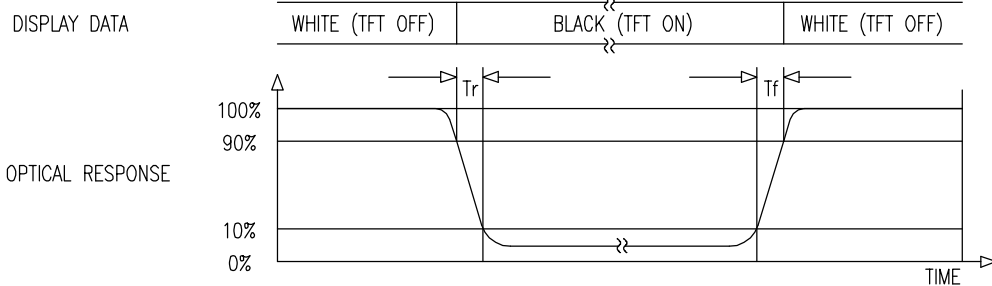 DISPLAY DATA
WHITE (TFT OFF)
BLACK (TFT ON)
WHITE (TFT OFF)
Tr
Tf
100%
90%
OPTICAL RESPONSE
10%
0%
TIME